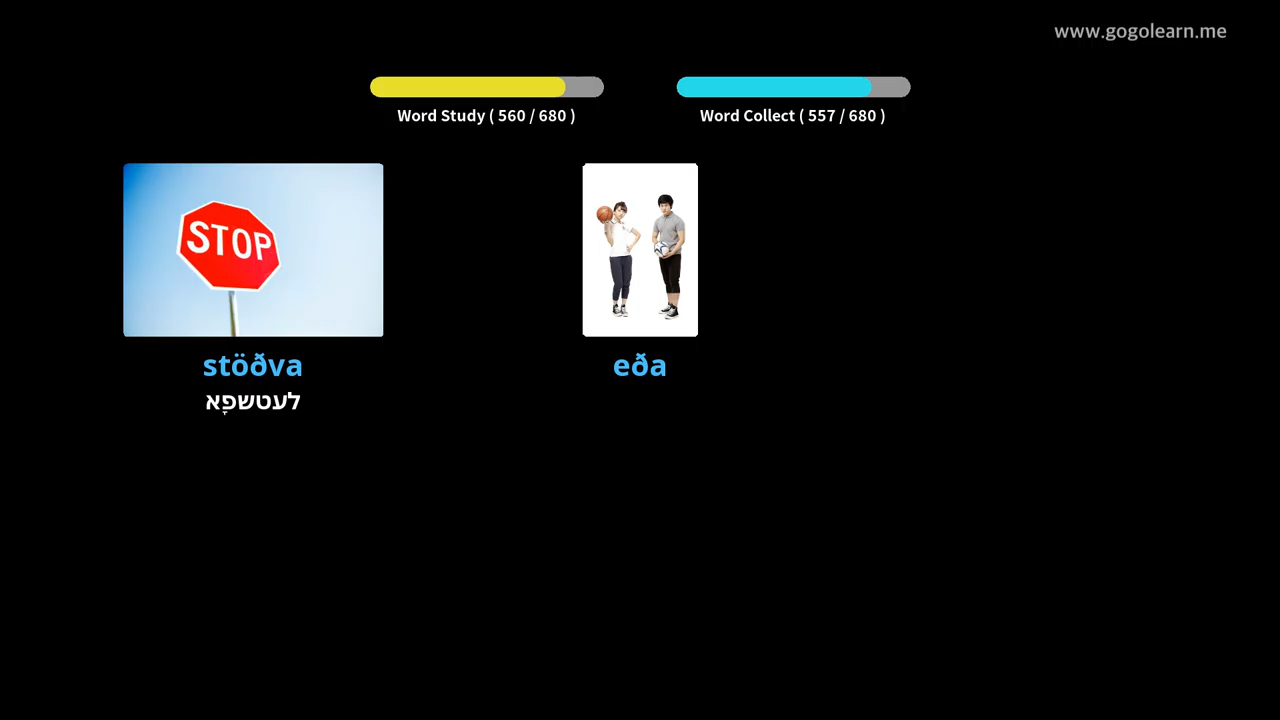 www.gogolearn.me
Word Study ( 560 / 680 )
Word Collect ( 557 / 680 )
STOP
stöðva
eða
לעטשפָא